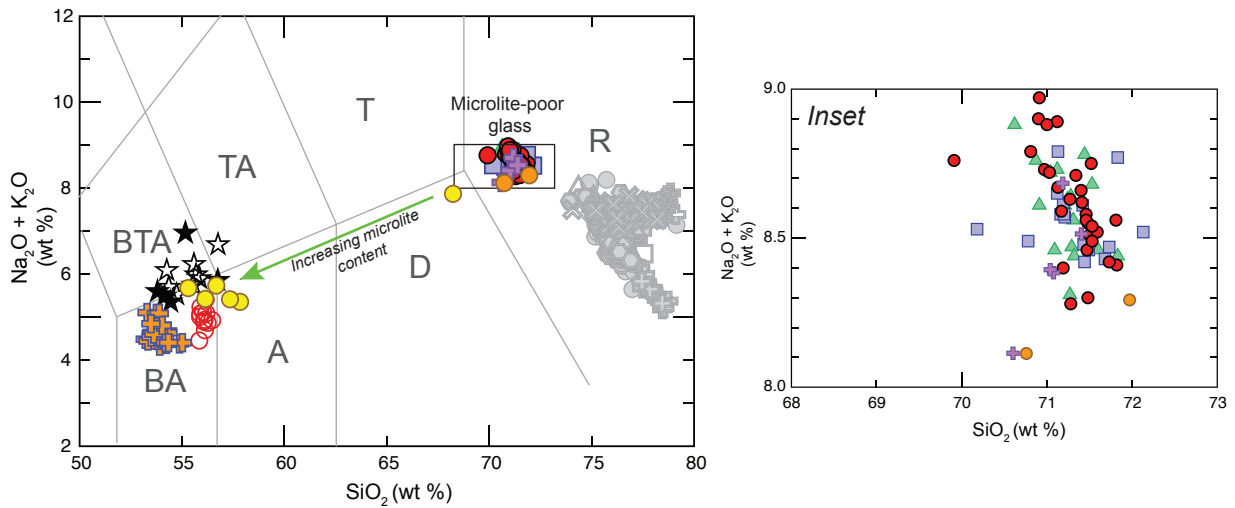 12
10
8
6
4
2
Na₂O + K₂O
(wt %)
50
55
60
65
70
75
80
SiO₂ (wt %)
T
TA
BTA
BA
A
D
R
Microlite-poor
glass
Increasing microlite
content
Inset
9.0
8.5
8.0
Na₂O + K₂O
(wt %)
68
69
70
71
72
73
SiO₂ (wt %)